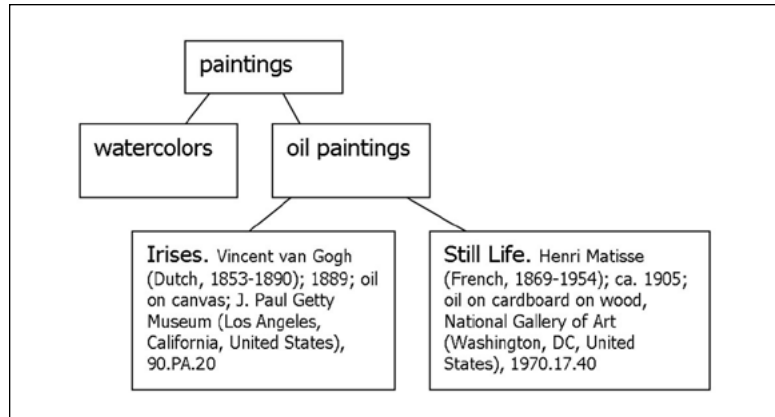 paintings
watercolors
oil paintings
Irises. Vincent van Gogh
(Dutch, 1853-1890); 1889; oil
on canvas; J. Paul Getty
Museum (Los Angeles,
California, United States),
90.PA.20
Still Life. Henri Matisse
(French, 1869-1954); ca. 1905;
oil on cardboard on wood,
National Gallery of Art
(Washington, DC, United
States), 1970.17.40